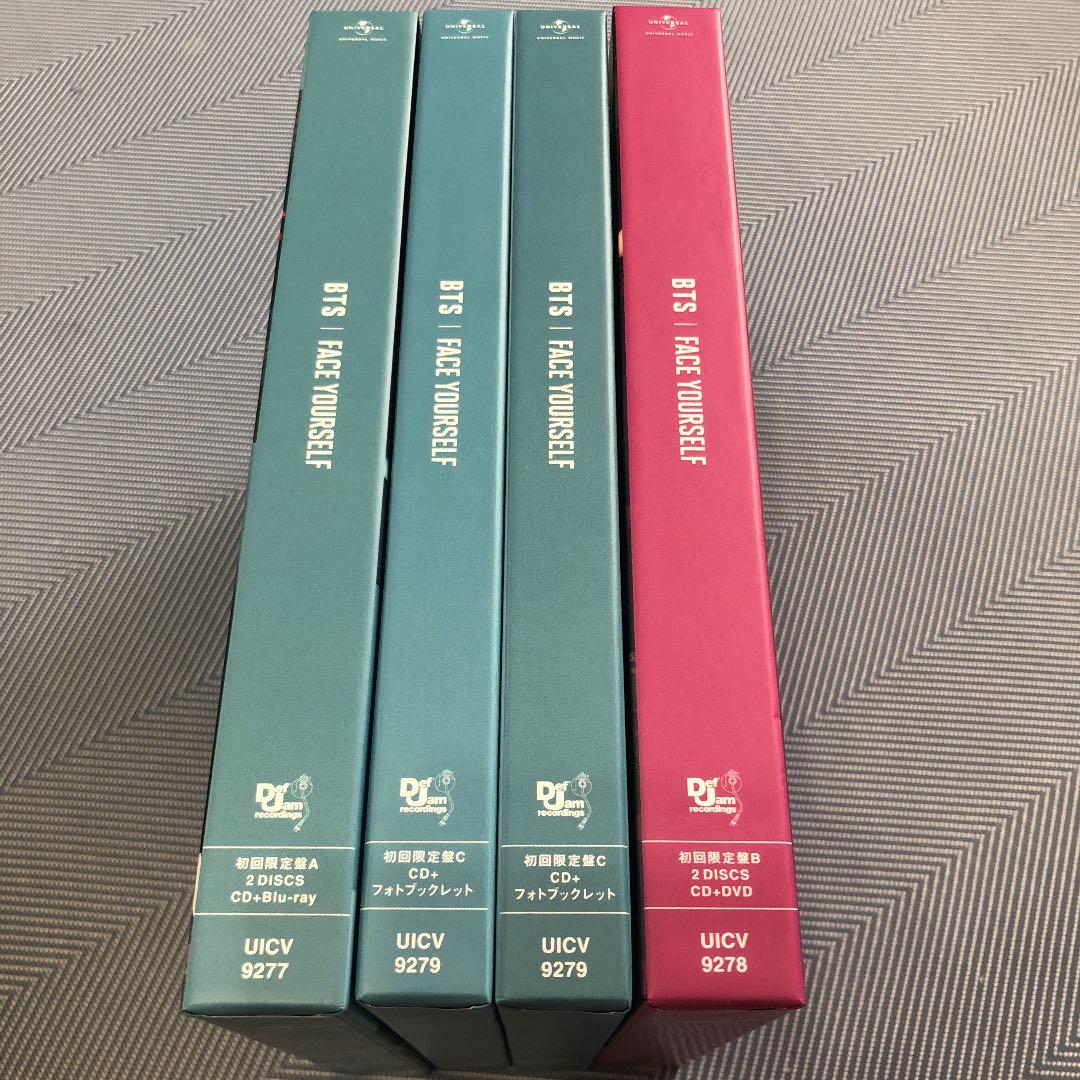 UNIVERSAL
UNIVERSAL MUSIC
BTS | FACE YOURSELF
Def Jam
recordings
初回限定盤A
2 DISCS
CD+Blu-ray
UICV
9277
UNIVERSAL
UNIVERSAL MUSIC
BTS | FACE YOURSELF
Def Jam
recordings
初回限定盤C
CD+
フォトブックレット
UICV
9279
UNIVERSAL
UNIVERSAL MUSIC
BTS | FACE YOURSELF
Def Jam
recordings
初回限定盤C
CD+
フォトブックレット
UICV
9279
UNIVERSAL
UNIVERSAL MUSIC
BTS | FACE YOURSELF
Def Jam
recordings
初回限定盤B
2 DISCS
CD+DVD
UICV
9278